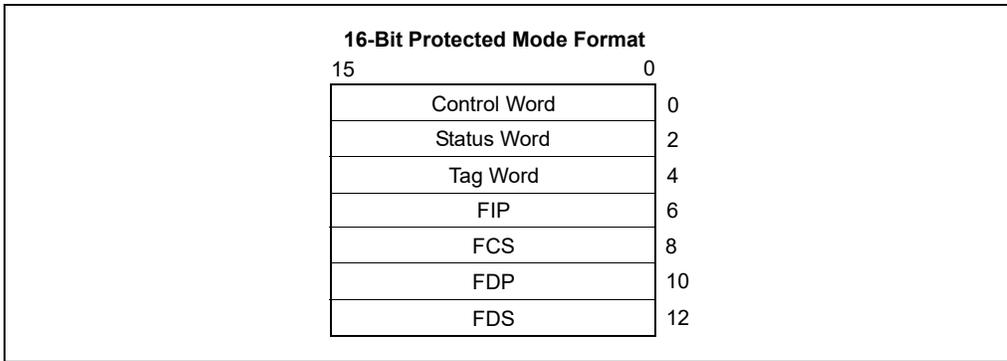 16-Bit Protected Mode Format
15 0
Control Word 0
Status Word 2
Tag Word 4
FIP 6
FCS 8
FDP 10
FDS 12